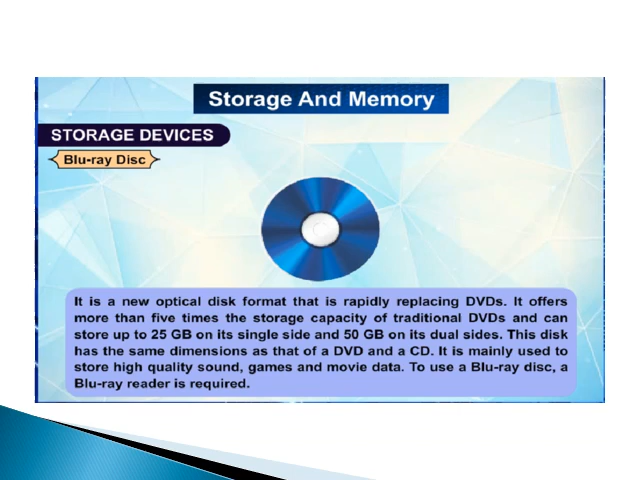 Storage And Memory
STORAGE DEVICES
Blu-ray Disc
It is a new optical disk format that is rapidly replacing DVDs. It offers
more than five times the storage capacity of traditional DVDs and can
store up to 25 GB on its single side and 50 GB on its dual sides. This disk
has the same dimensions as that of a DVD and a CD. It is mainly used to
store high quality sound, games and movie data. To use a Blu-ray disc, a
Blu-ray reader is required.